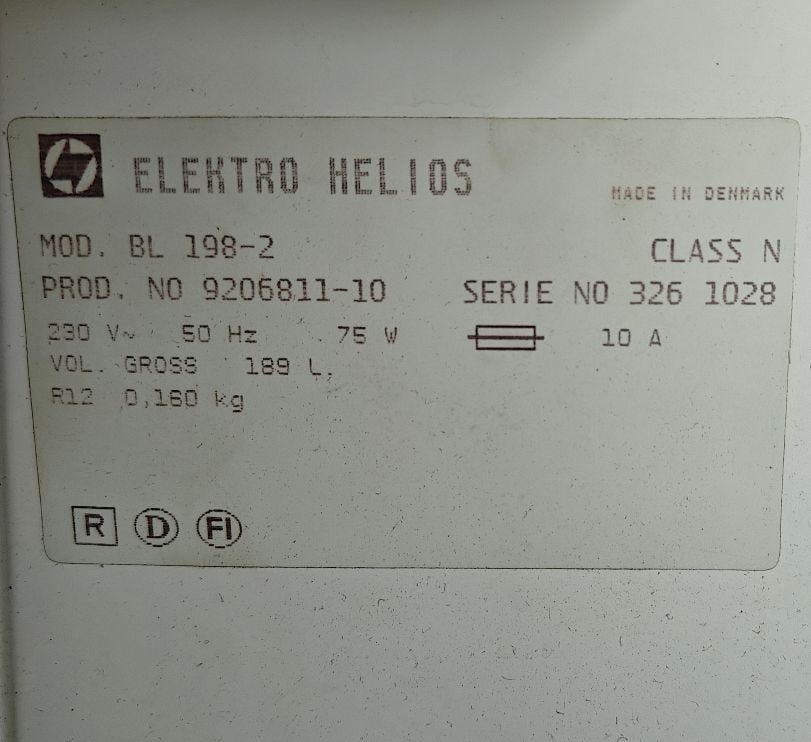 ELEKTRO HELIOS
MADE IN DENMARK
MOD. BL 198-2 CLASS N
PROD. NO 9206811-10 SERIE NO 326 1028
230 V~ 50 Hz 75 W 10 A
VOL. GROSS 189 L.
R12 0,160 kg
R D FI